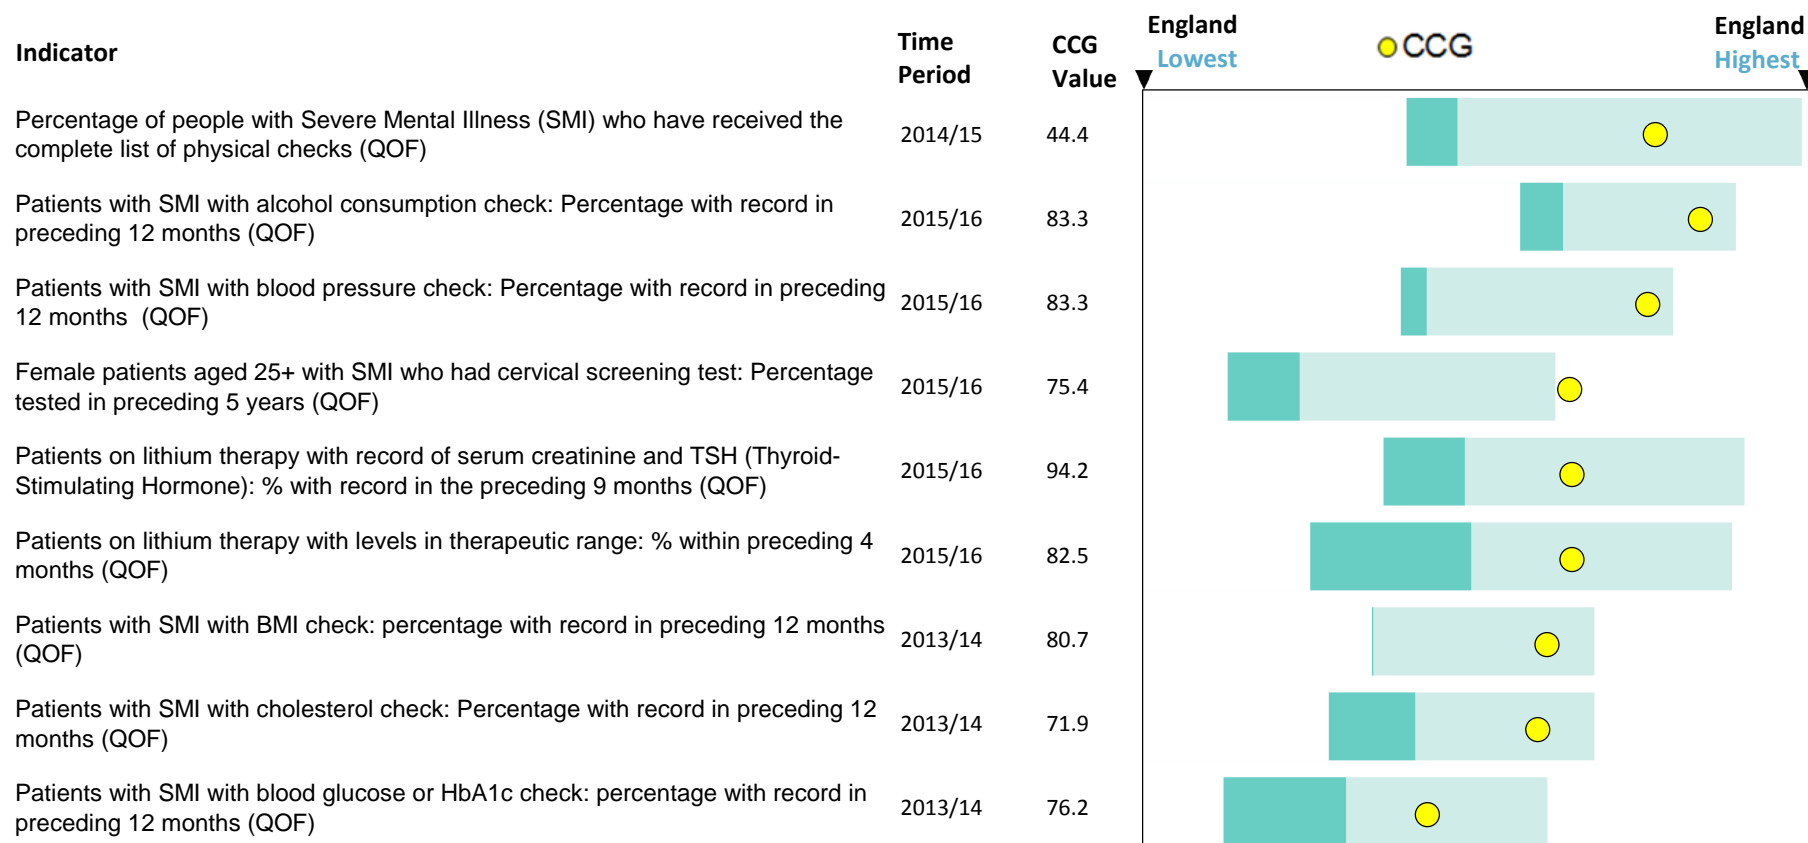 Indicator
Time
Period
CCG
Value
England
Lowest
CCG
England
Highest
Percentage of people with Severe Mental Illness (SMI) who have received the
complete list of physical checks (QOF)
2014/15
44.4
Patients with SMI with alcohol consumption check: Percentage with record in
preceding 12 months (QOF)
2015/16
83.3
Patients with SMI with blood pressure check: Percentage with record in preceding
12 months  (QOF)
2015/16
83.3
Female patients aged 25+ with SMI who had cervical screening test: Percentage
tested in preceding 5 years (QOF)
2015/16
75.4
Patients on lithium therapy with record of serum creatinine and TSH (Thyroid-
Stimulating Hormone): % with record in the preceding 9 months (QOF)
2015/16
94.2
Patients on lithium therapy with levels in therapeutic range: % within preceding 4
months (QOF)
2015/16
82.5
Patients with SMI with BMI check: percentage with record in preceding 12 months
(QOF)
2013/14
80.7
Patients with SMI with cholesterol check: Percentage with record in preceding 12
months (QOF)
2013/14
71.9
Patients with SMI with blood glucose or HbA1c check: percentage with record in
preceding 12 months (QOF)
2013/14
76.2